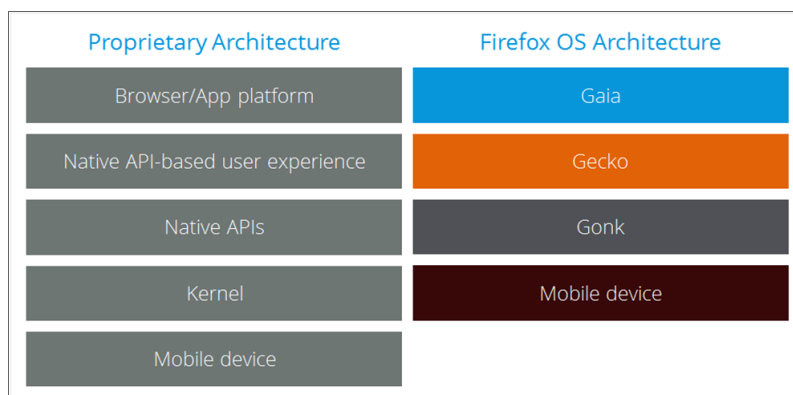 Proprietary Architecture
Firefox OS Architecture
Browser/App platform
Gaia
Native API-based user experience
Gecko
Native APIs
Gonk
Kernel
Mobile device
Mobile device